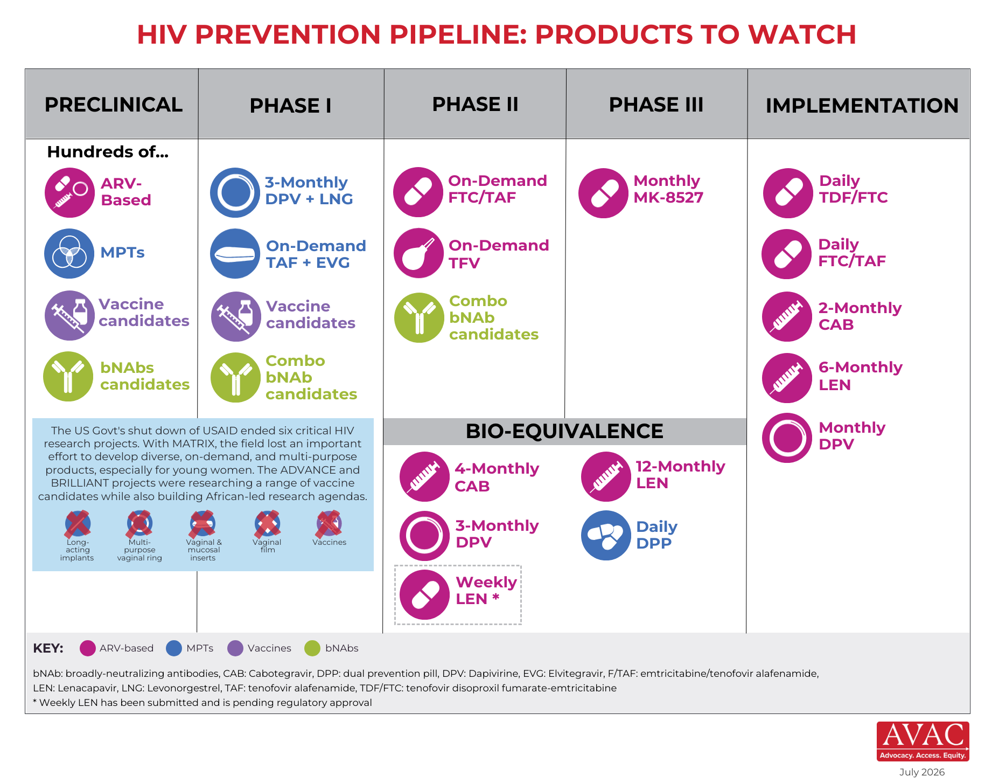 HIV PREVENTION PIPELINE: PRODUCTS TO WATCH
PRECLINICAL
PHASE I
PHASE II
PHASE III
IMPLEMENTATION
Hundreds of...
ARV-
Based
MPTs
Vaccine
candidates
bNAbs
candidates
3-Monthly
DPV + LNG
On-Demand
TAF + EVG
Vaccine
candidates
Combo
bNAb
candidates
On-Demand
FTC/TAF
On-Demand
TFV
Combo
bNAb
candidates
Monthly
MK-8527
Daily
TDF/FTC
Daily
FTC/TAF
2-Monthly
CAB
6-Monthly
LEN
Monthly
DPV
The US Govt's shut down of USAID ended six critical HIV
research projects. With MATRIX, the field lost an important
effort to develop diverse, on-demand, and multi-purpose
products, especially for young women. The ADVANCE and
BRILLIANT projects were researching a range of vaccine
candidates while also building African-led research agendas.
Long-
acting
implants
Multi-
purpose
vaginal ring
Vaginal &
mucosal
inserts
Vaginal
film
Vaccines
BIO-EQUIVALENCE
4-Monthly
CAB
3-Monthly
DPV
Weekly
LEN *
12-Monthly
LEN
Daily
DPP
KEY: ARV-based MPTs Vaccines bNAbs
bNAb: broadly-neutralizing antibodies, CAB: Cabotegravir, DPP: dual prevention pill, DPV: Dapivirine, EVG: Elvitegravir, F/TAF: emtricitabine/tenofovir alafenamide,
LEN: Lenacapavir, LNG: Levonorgestrel, TAF: tenofovir alafenamide, TDF/FTC: tenofovir disoproxil fumarate-emtricitabine
* Weekly LEN has been submitted and is pending regulatory approval
AVAC
Advocacy. Access. Equity.
July 2026